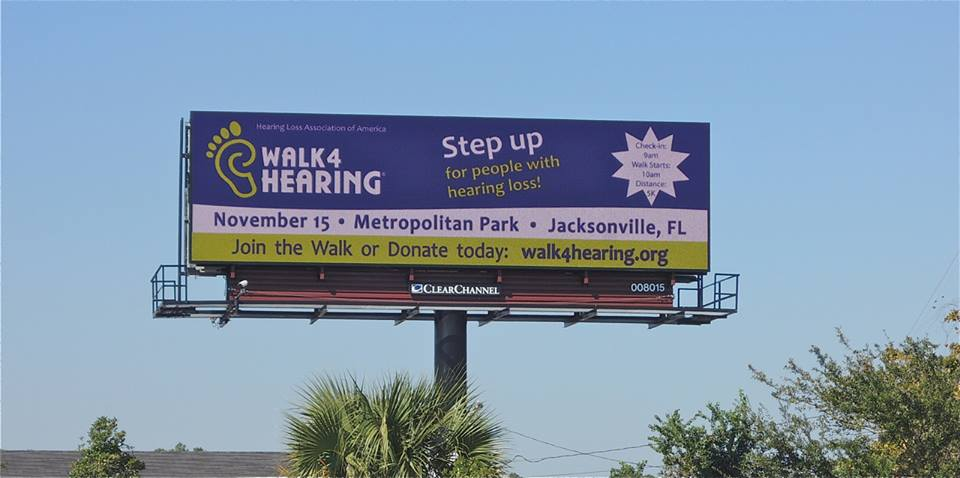 Hearing Loss Association of America
WALK4
HEARING®
Step up
for people with
hearing loss!
Check-in:
9am
Walk Starts:
10am
Distance:
5K
November 15 • Metropolitan Park • Jacksonville, FL
Join the Walk or Donate today: walk4hearing.org
CLEARCHANNEL
008015